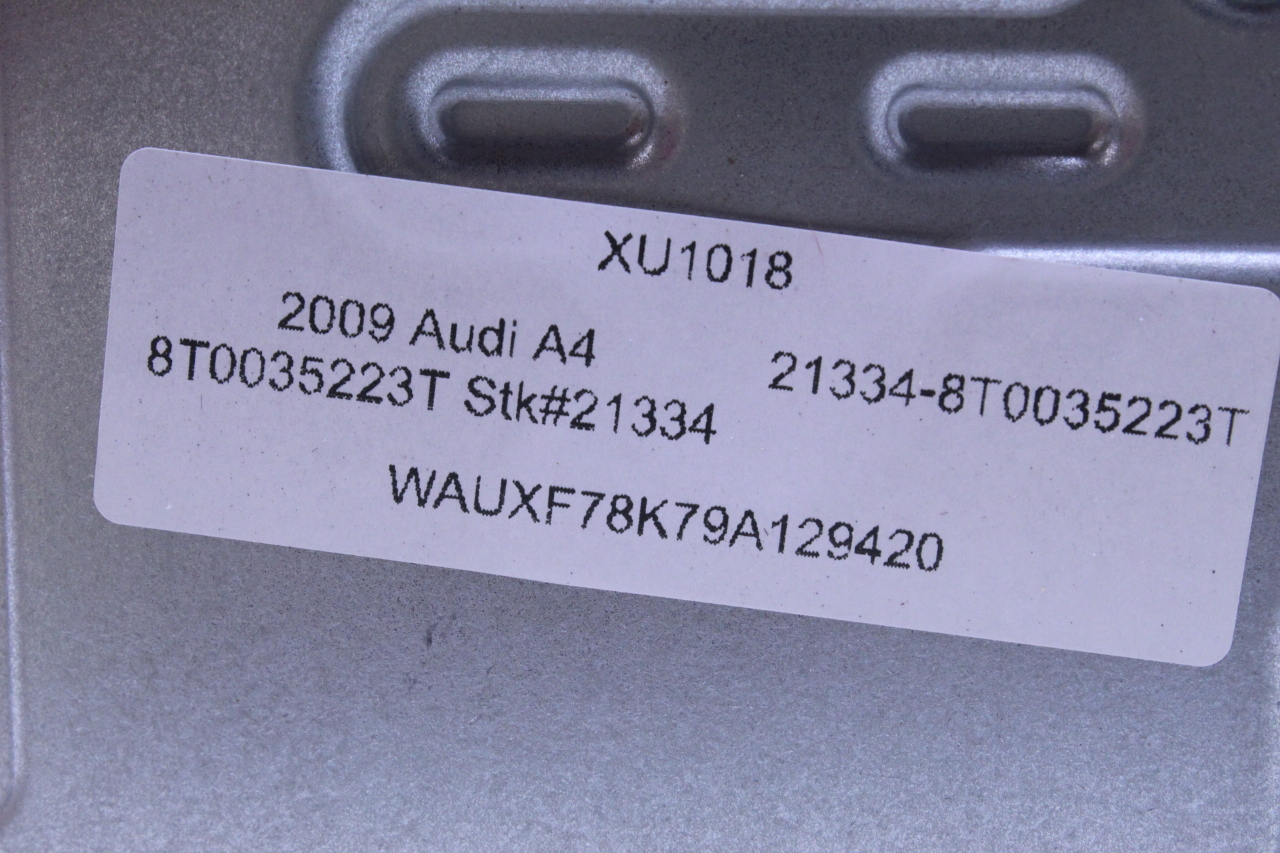 XU1018
2009 Audi A4
8T0035223T Stk#21334
21334-8T0035223T
WAUXF78K79A129420